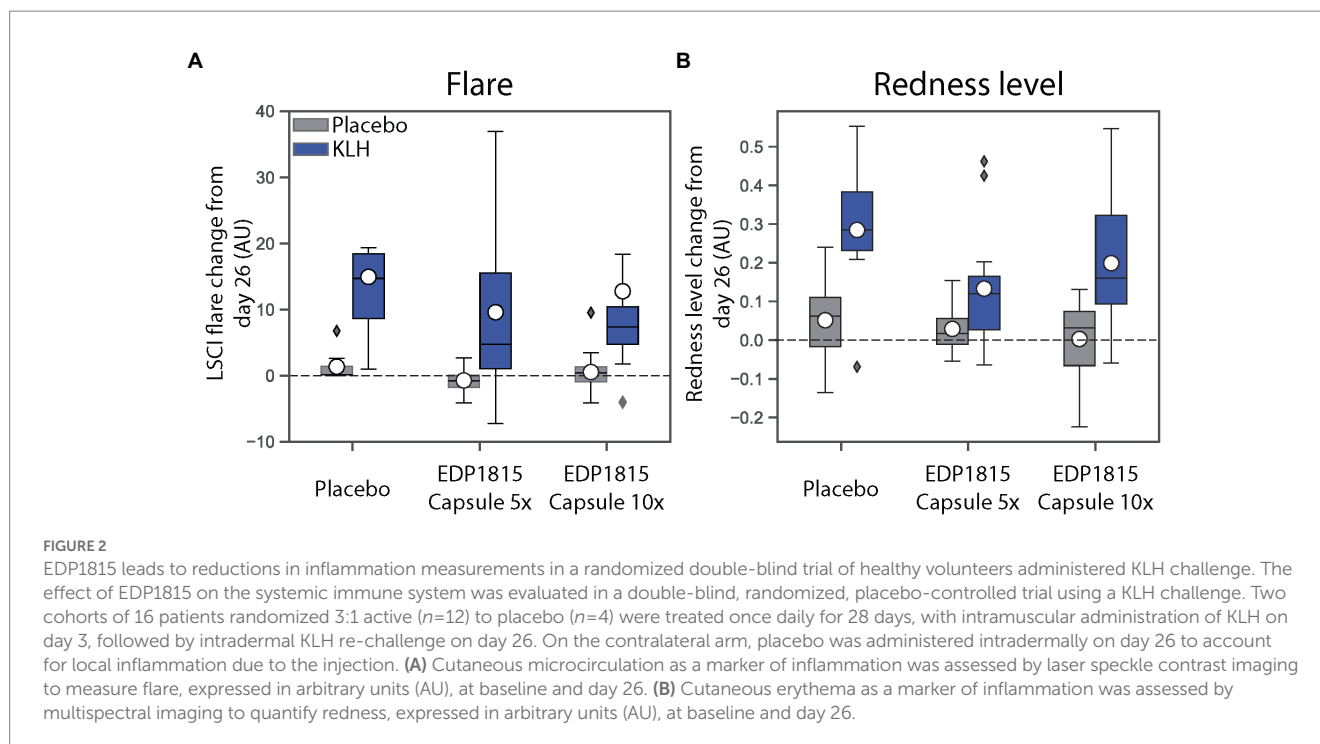 A
Flare
LSCI flare change from
day 26 (AU)
40
30
20
10
0
−10
Placebo
KLH
Placebo
EDP1815
Capsule 5x
EDP1815
Capsule 10x
B
Redness level
Redness level change from
day 26 (AU)
0.5
0.4
0.3
0.2
0.1
0.0
−0.1
−0.2
Placebo
EDP1815
Capsule 5x
EDP1815
Capsule 10x
FIGURE 2
EDP1815 leads to reductions in inflammation measurements in a randomized double-blind trial of healthy volunteers administered KLH challenge. The
effect of EDP1815 on the systemic immune system was evaluated in a double-blind, randomized, placebo-controlled trial using a KLH challenge. Two
cohorts of 16 patients randomized 3:1 active (n=12) to placebo (n=4) were treated once daily for 28 days, with intramuscular administration of KLH on
day 3, followed by intradermal KLH re-challenge on day 26. On the contralateral arm, placebo was administered intradermally on day 26 to account
for local inflammation due to the injection. (A) Cutaneous microcirculation as a marker of inflammation was assessed by laser speckle contrast imaging
to measure flare, expressed in arbitrary units (AU), at baseline and day 26. (B) Cutaneous erythema as a marker of inflammation was assessed by
multispectral imaging to quantify redness, expressed in arbitrary units (AU), at baseline and day 26.